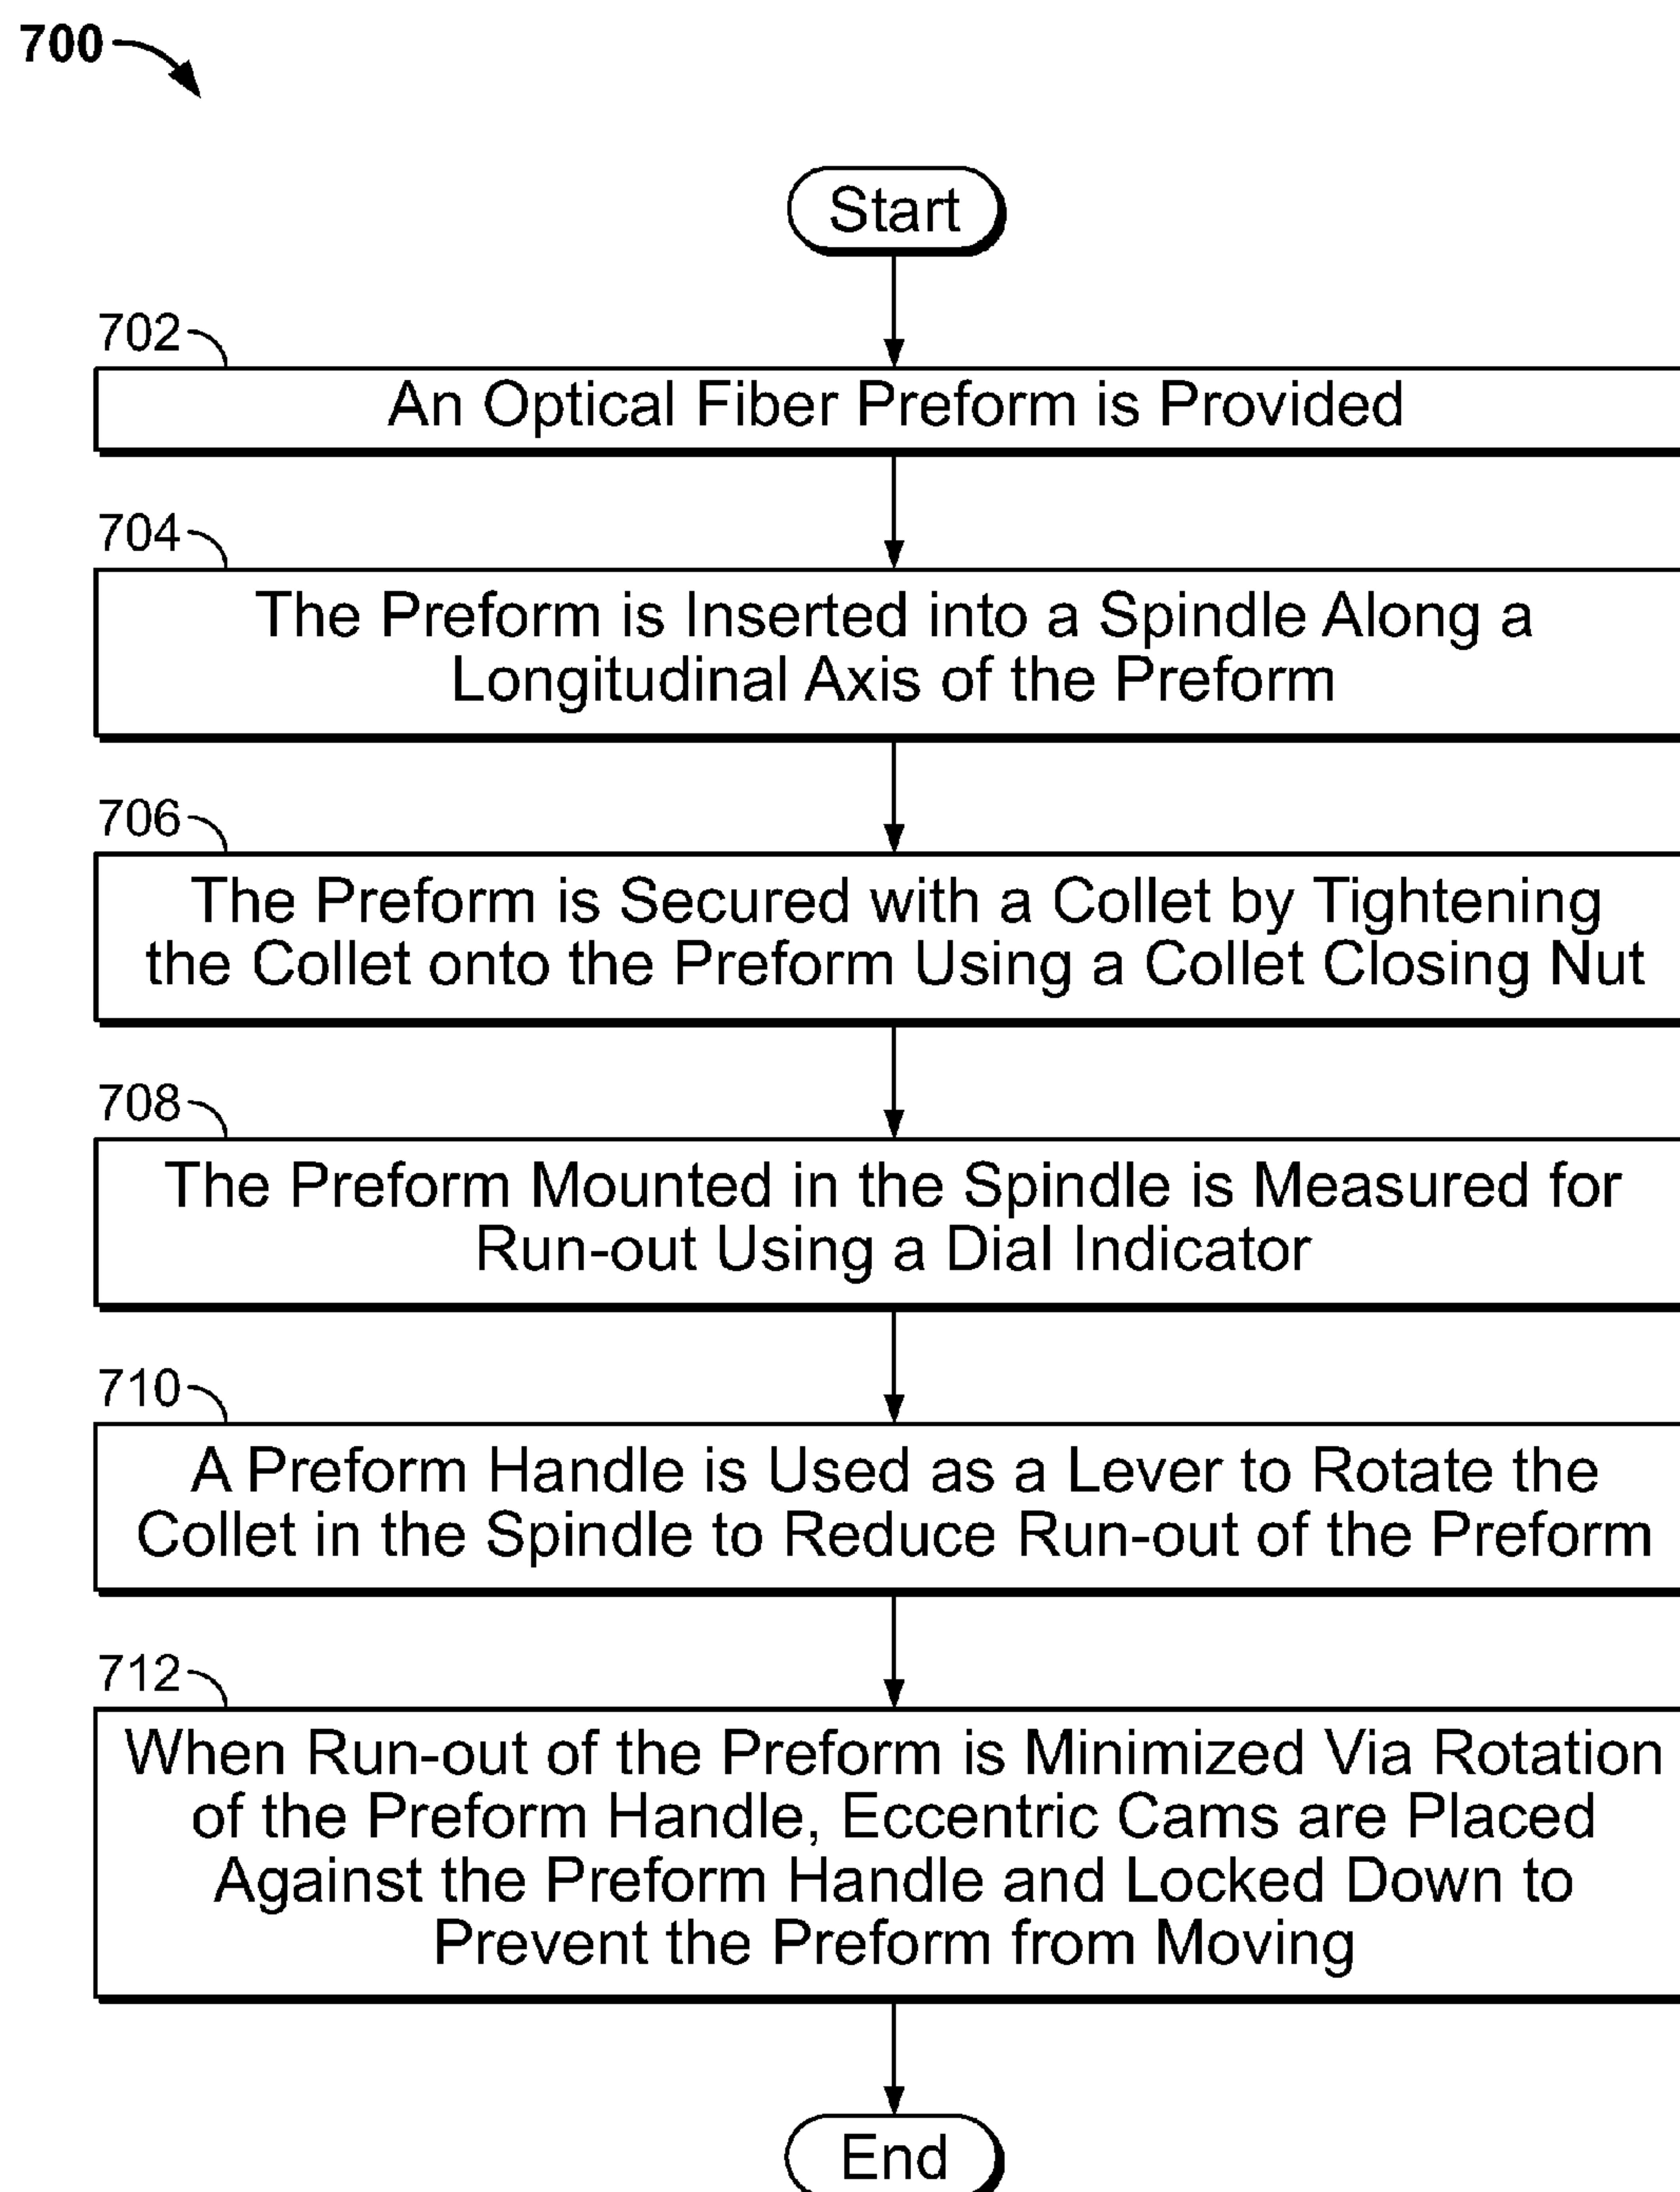 700
Start
702
An Optical Fiber Preform is Provided
704
The Preform is Inserted into a Spindle Along a
Longitudinal Axis of the Preform
706
The Preform is Secured with a Collet by Tightening
the Collet onto the Preform Using a Collet Closing Nut
708
The Preform Mounted in the Spindle is Measured for
Run-out Using a Dial Indicator
710
A Preform Handle is Used as a Lever to Rotate the
Collet in the Spindle to Reduce Run-out of the Preform
712
When Run-out of the Preform is Minimized Via Rotation
of the Preform Handle, Eccentric Cams are Placed
Against the Preform Handle and Locked Down to
Prevent the Preform from Moving
End